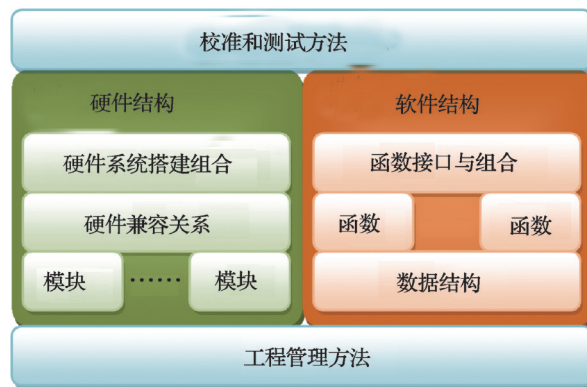 校准和测试方法
硬件结构
软件结构
硬件系统搭建组合
函数接口与组合
硬件兼容关系
函数
函数
模块
……
模块
数据结构
工程管理方法